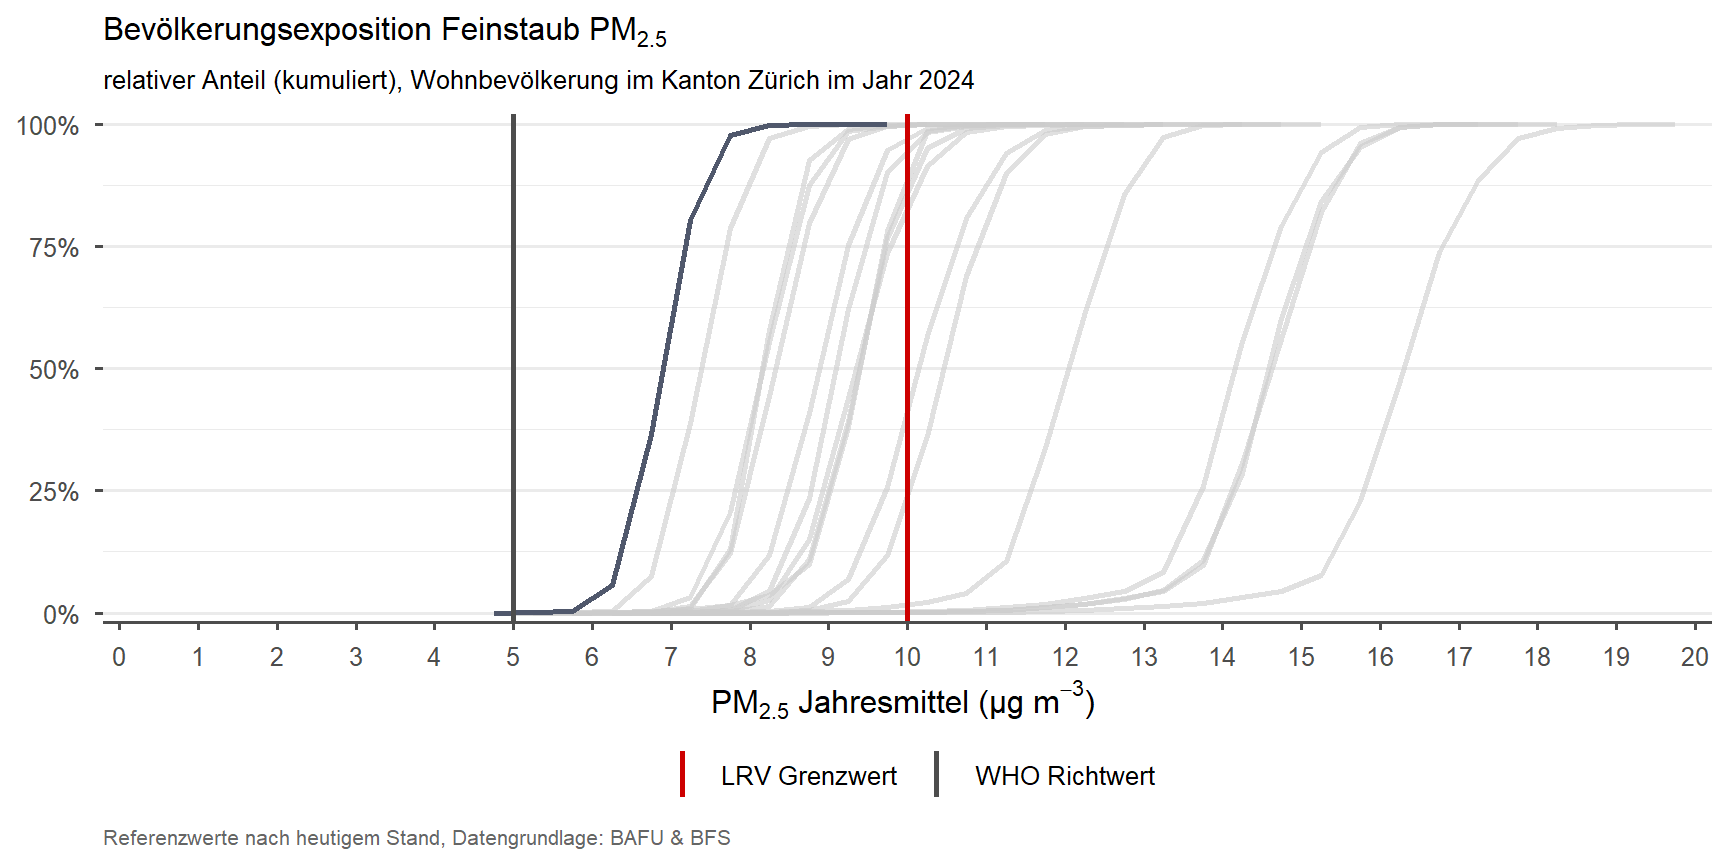 Bevölkerungsexposition Feinstaub PM2.5
relativer Anteil (kumuliert), Wohnbevölkerung im Kanton Zürich im Jahr 2024
100%
75%
50%
25%
0%
0 1 2 3 4 5 6 7 8 9 10 11 12 13 14 15 16 17 18 19 20
PM2.5 Jahresmittel (µg m−3)
LRV Grenzwert WHO Richtwert
Referenzwerte nach heutigem Stand, Datengrundlage: BAFU & BFS